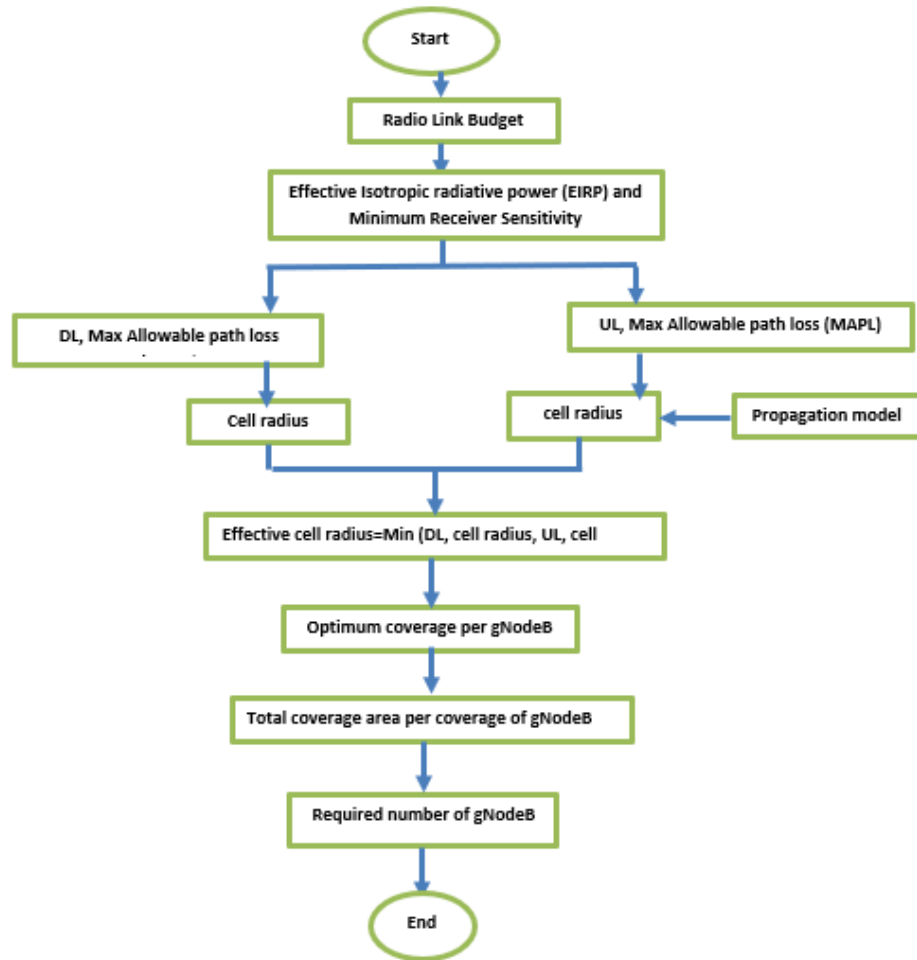 Start
Radio Link Budget
Effective Isotropic radiative power (EIRP) and
Minimum Receiver Sensitivity
DL, Max Allowable path loss
UL, Max Allowable path loss (MAPL)
Cell radius
cell radius
Propagation model
Effective cell radius=Min (DL, cell radius, UL, cell
Optimum coverage per gNodeB
Total coverage area per coverage of gNodeB
Required number of gNodeB
End